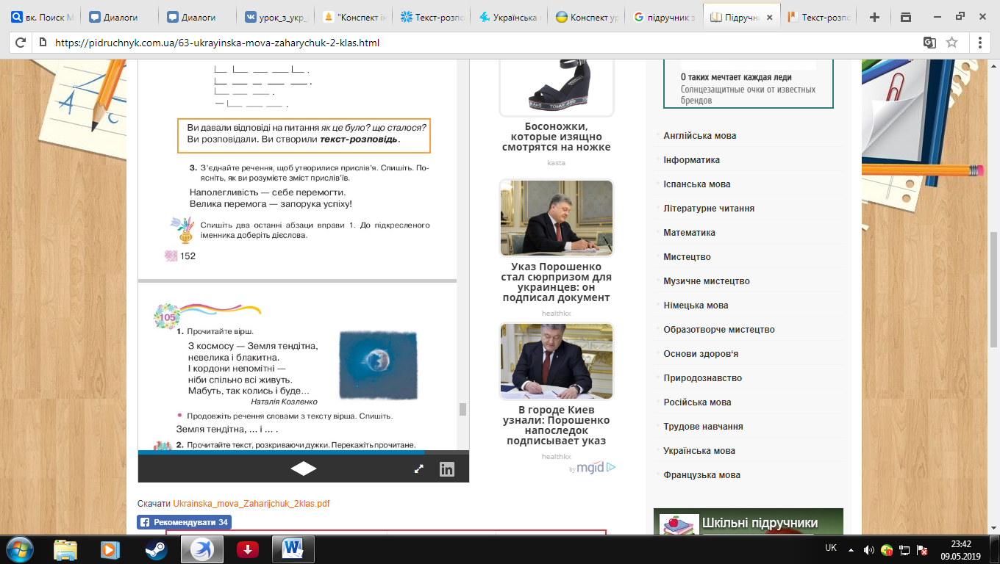 вк. Поиск М
Диалоги
Диалоги
урок_з_укр_
"Конспект ін
Текст-розпо
Українська
Конспект ур
підручник з
Підручн
Текст-розпо
https://pidruchnyk.com.ua/63-ukrayinska-mova-zaharychuk-2-klas.html
Ви давали відповіді на питання як це було? що сталося?
Ви розповідали. Ви створили текст-розповідь.
3. З'єднайте речення, щоб утворилися прислів'я. Спишіть. По-
ясніть, як ви розумієте зміст прислів'їв.
Наполегливість — себе перемогти.
Велика перемога — запорука успіху!
Спишіть два останні абзаци вправи 1. До підкресленого
іменника доберіть дієслова.
152
105
1. Прочитайте вірш.
З космосу — Земля тендітна,
невелика і блакитна.
І кордони непомітні —
ніби спільно всі живуть.
Мабуть, так колись і буде...
Наталія Козленко
• Продовжіть речення словами з тексту вірша. Спишіть.
Земля тендітна, ... і ... .
2. Прочитайте текст, розкриваючи дужки. Перекажіть прочитане.
Скачати Ukrainska_mova_Zaharijchuk_2klas.pdf
Рекомендувати 34
TOMMY JEANS
Босоножки,
которые изящно
смотрятся на ножке
kasta
Указ Порошенко
стал сюрпризом для
украинцев: он
подписал документ
healthkx
В городе Киев
узнали: Порошенко
напоследок
подписывает указ
healthkx
by mgid
О таких мечтает каждая леди
Солнцезащитные очки от известных
брендов
Англійська мова
Інформатика
Іспанська мова
Літературне читання
Математика
Мистецтво
Музичне мистецтво
Німецька мова
Образотворче мистецтво
Основи здоров'я
Природознавство
Російська мова
Трудове навчання
Українська мова
Французька мова
Шкільні підручники
UK
23:42
09.05.2019